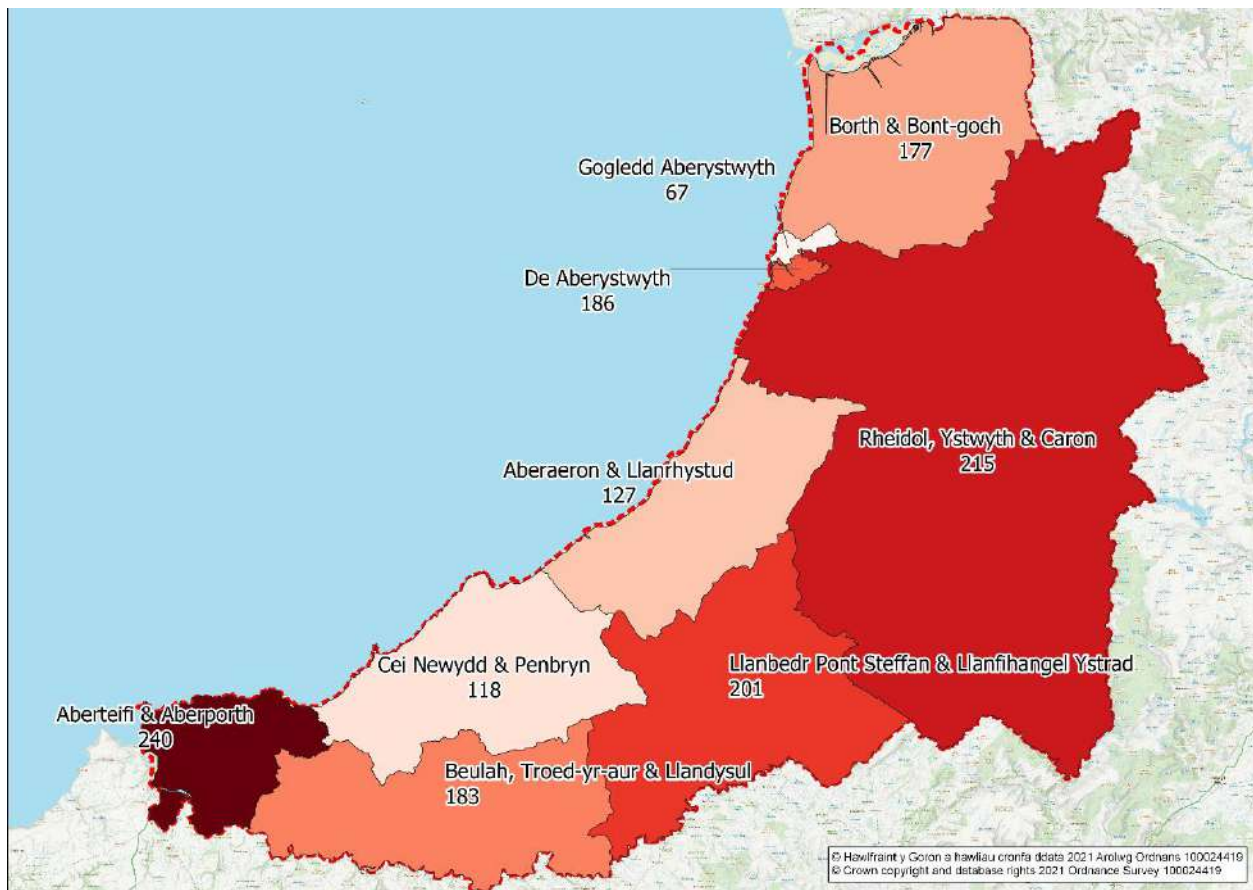 Borth & Bont-goch
177
Gogledd Aberystwyth
67
De Aberystwyth
186
Rheidol, Ystwyth & Caron
215
Aberaeron & Llanrhystud
127
Cei Newydd & Penbryn
118
Llanbedr Pont Steffan & Llanfihangel Ystrad
201
Aberteifi & Aberporth
240
Beulah, Troed-yr-aur & Llandysul
183
© Hawlfraint y Goron a hawliau cronfa ddata 2021 Arolwg Ordnans 100024419
© Crown copyright and database rights 2021 Ordnance Survey 100024419